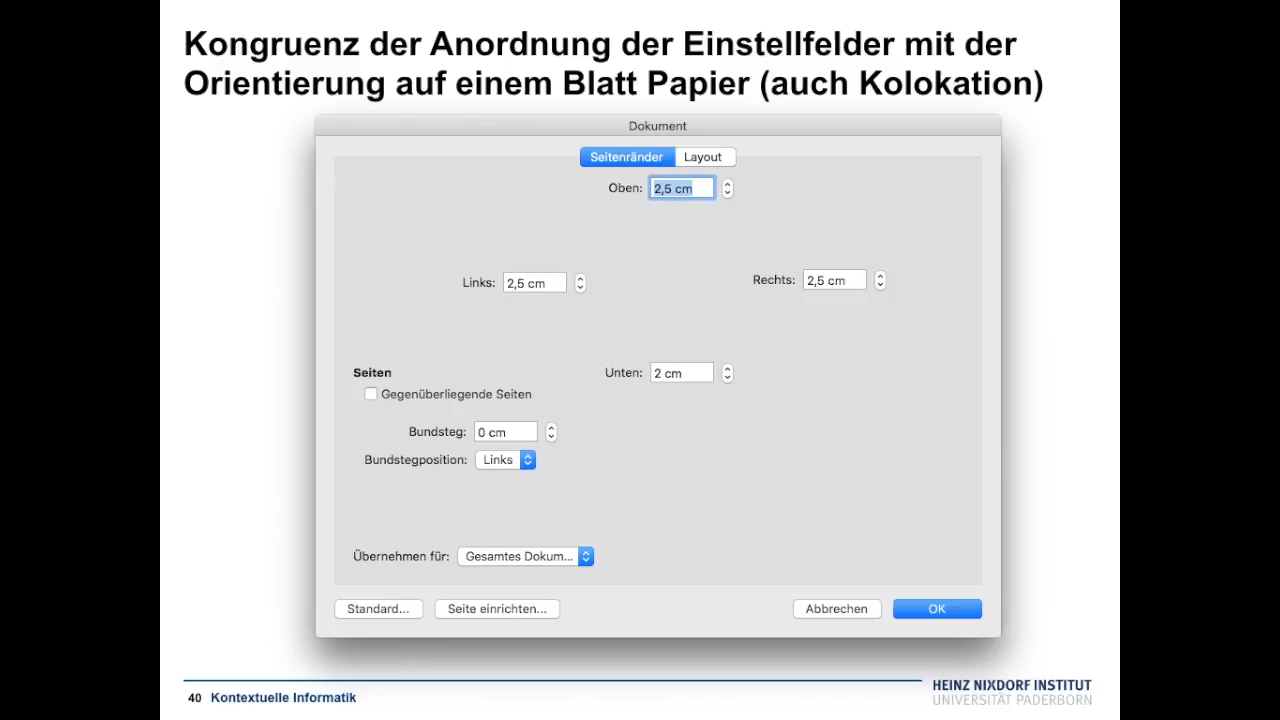 Kongruenz der Anordnung der Einstellfelder mit der
Orientierung auf einem Blatt Papier (auch Kolokation)
Dokument
Seitenränder Layout
Oben: 2,5 cm
Links: 2,5 cm Rechts: 2,5 cm
Seiten Unten: 2 cm
Gegenüberliegende Seiten
Bundsteg: 0 cm
Bundstegposition: Links
Übernehmen für: Gesamtes Dokum...
Standard... Seite einrichten... Abbrechen OK
40 Kontextuelle Informatik
HEINZ NIXDORF INSTITUT
UNIVERSITÄT PADERBORN